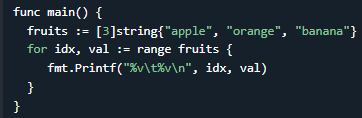 func main() {
  fruits := [3]string{"apple", "orange", "banana"}
  for idx, val := range fruits {
     fmt.Printf("%v\t%v\n", idx, val)
  }
}